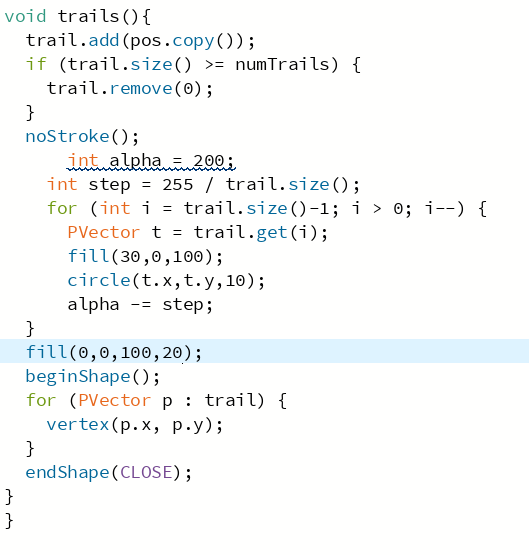 void trails(){
  trail.add(pos.copy());
  if (trail.size() >= numTrails) {
    trail.remove(0);
  }
  noStroke();
      int alpha = 200;
    int step = 255 / trail.size();
    for (int i = trail.size()-1; i > 0; i--) {
      PVector t = trail.get(i);
      fill(30,0,100);
      circle(t.x,t.y,10);
      alpha -= step;
  }
  fill(0,0,100,20);
  beginShape();
  for (PVector p : trail) {
    vertex(p.x, p.y);
  }
  endShape(CLOSE);
}
}